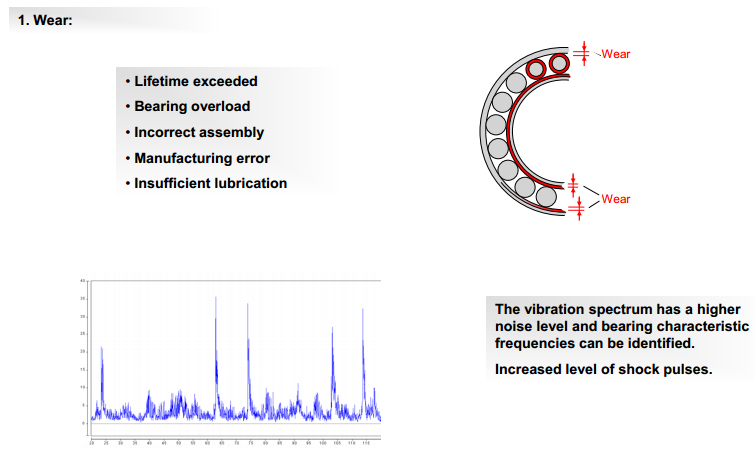 1. Wear:
• Lifetime exceeded
• Bearing overload
• Incorrect assembly
• Manufacturing error
• Insufficient lubrication
Wear
Wear
The vibration spectrum has a higher
noise level and bearing characteristic
frequencies can be identified.
Increased level of shock pulses.